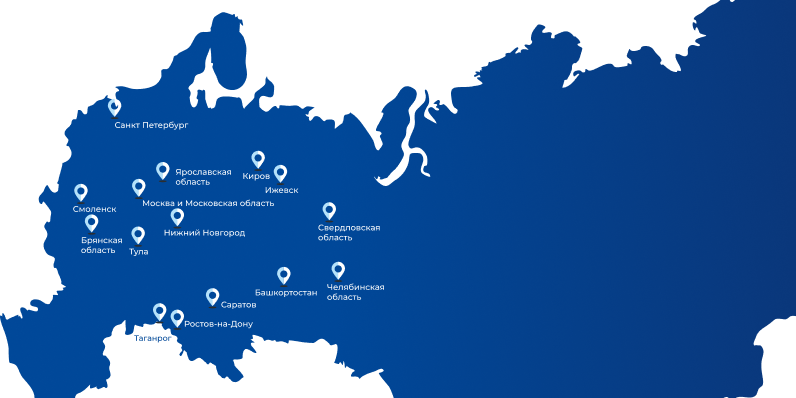 Санкт Петербург
Ярославская
область
Киров
Ижевск
Москва и Московская область
Смоленск
Нижний Новгород
Свердловская
область
Брянская
область
Тула
Челябинская
область
Башкортостан
Саратов
Ростов-на-Дону
Таганрог